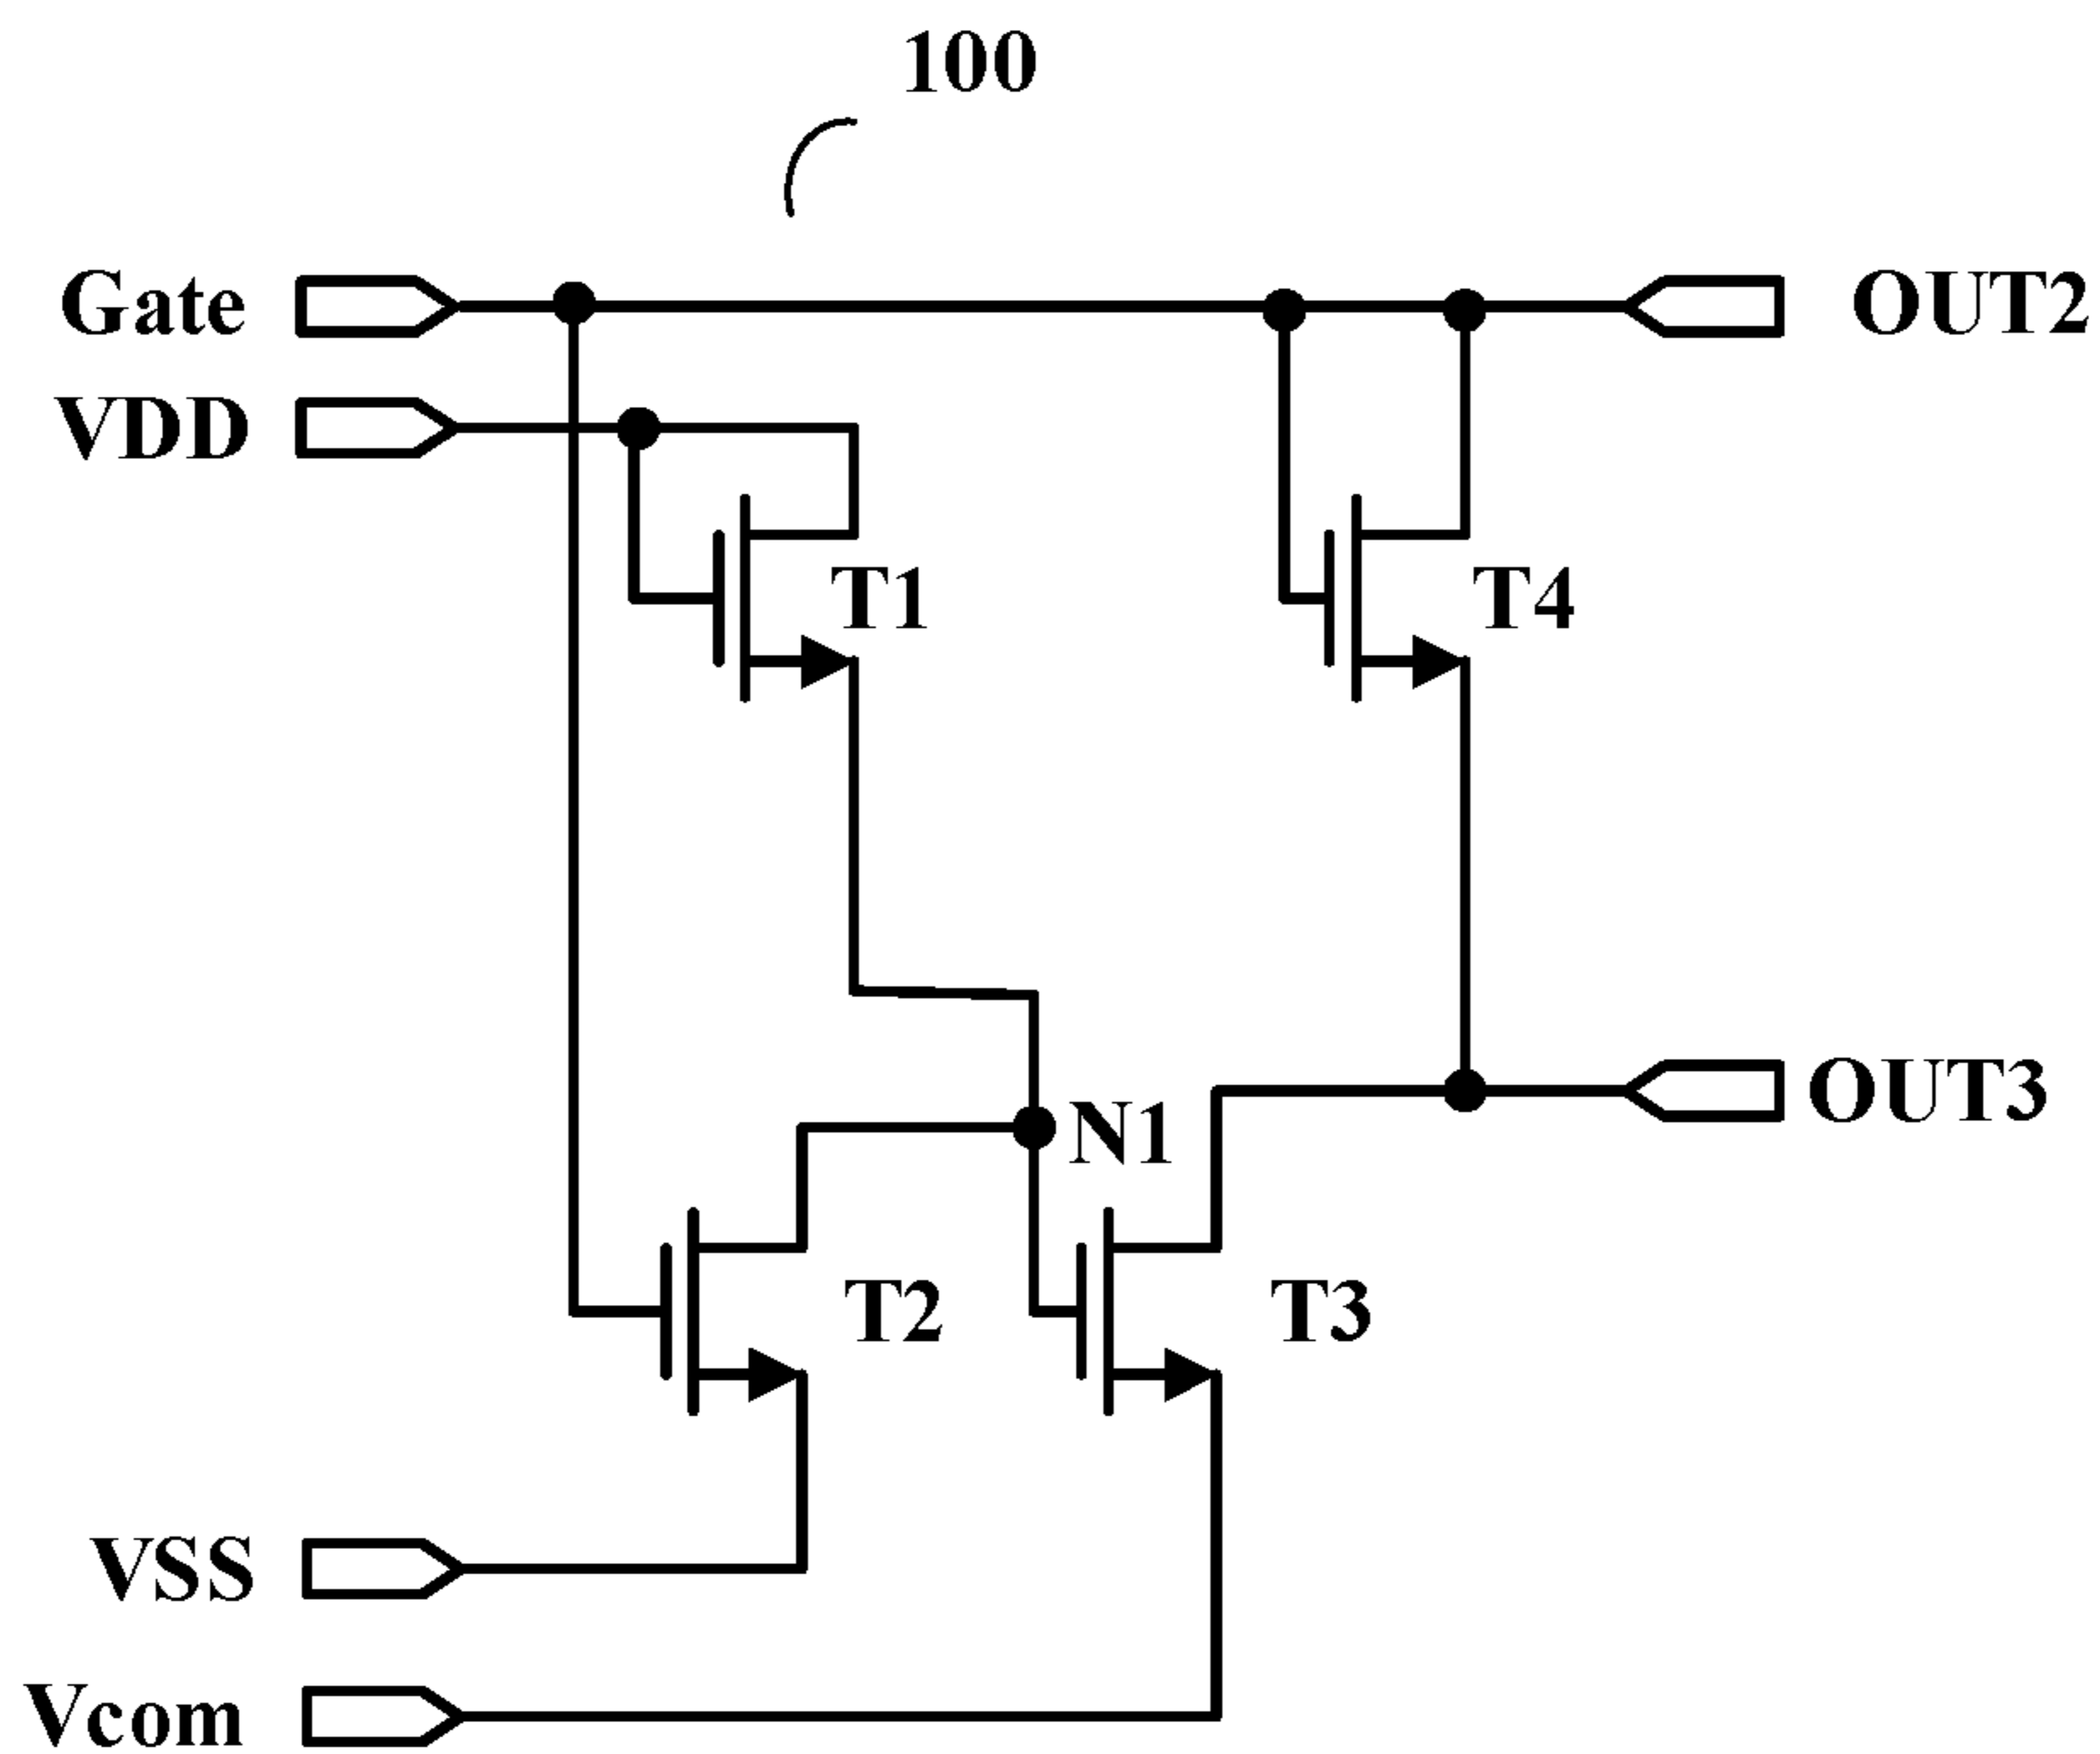 100
Gate
OUT2
VDD
T1
T4
N1
OUT3
T2
T3
VSS
Vcom